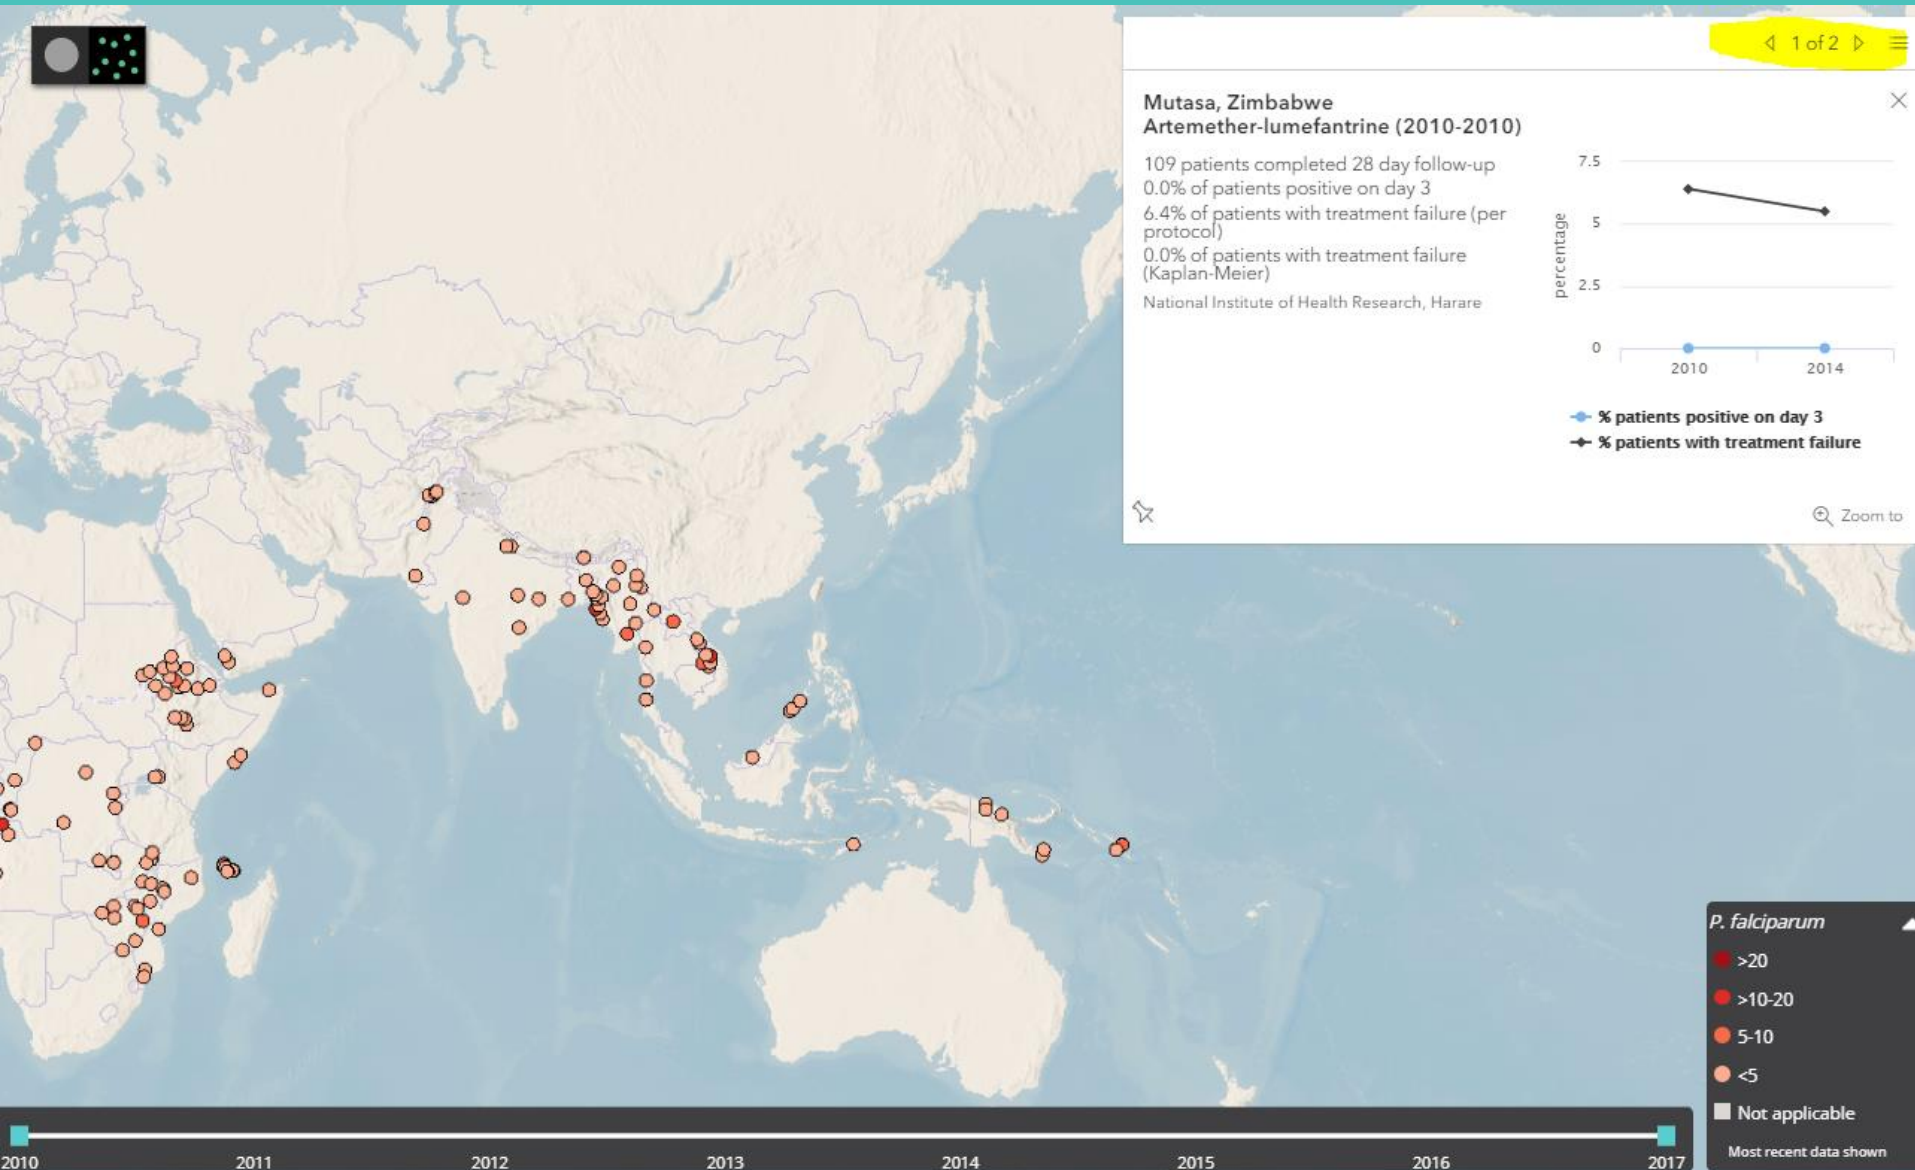 1 of 2
Mutasa, Zimbabwe
Artemether-lumefantrine (2010-2010)
109 patients completed 28 day follow-up
0.0% of patients positive on day 3
6.4% of patients with treatment failure (per
protocol)
0.0% of patients with treatment failure
(Kaplan-Meier)
National Institute of Health Research, Harare
percentage
7.5
5
2.5
0
2010 2014
% patients positive on day 3
% patients with treatment failure
Zoom to
P. falciparum
>20
>10-20
5-10
<5
Not applicable
Most recent data shown
2010 2011 2012 2013 2014 2015 2016 2017